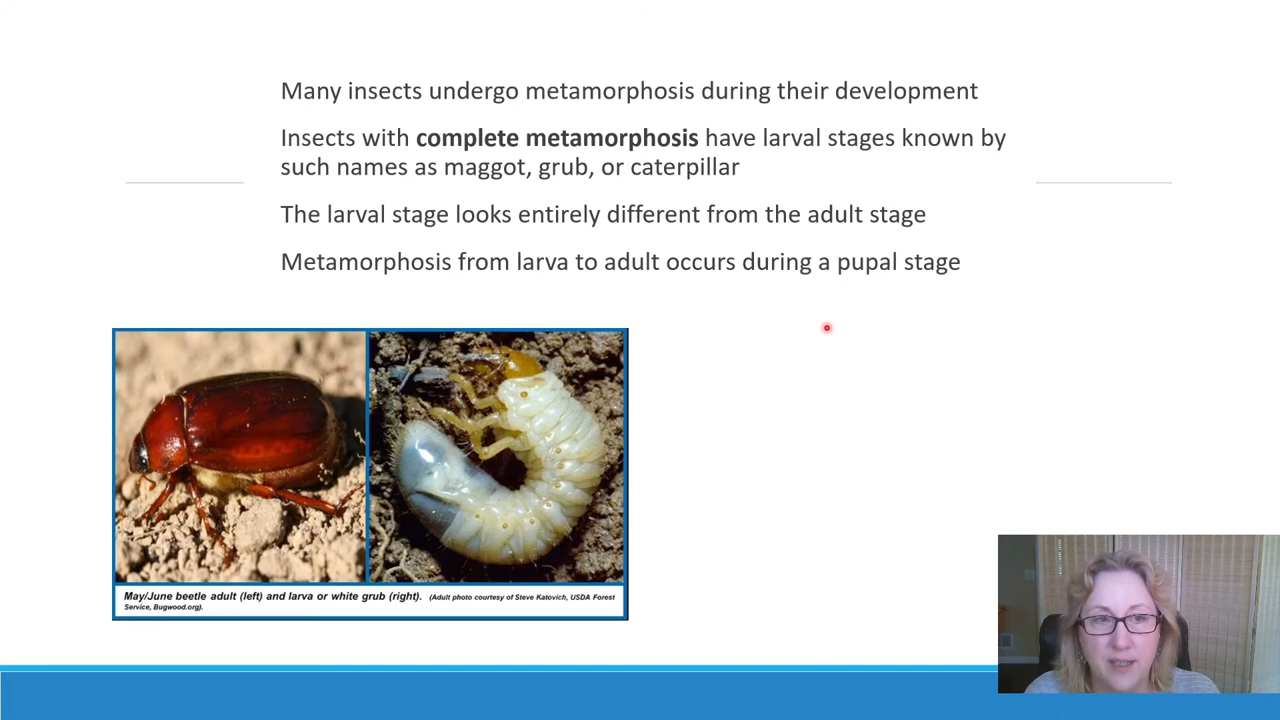 Many insects undergo metamorphosis during their development
Insects with complete metamorphosis have larval stages known by
such names as maggot, grub, or caterpillar
The larval stage looks entirely different from the adult stage
Metamorphosis from larva to adult occurs during a pupal stage
May/June beetle adult (left) and larva or white grub (right). (Adult photo courtesy of Steve Katovich, USDA Forest
Service, Bugwood.org).